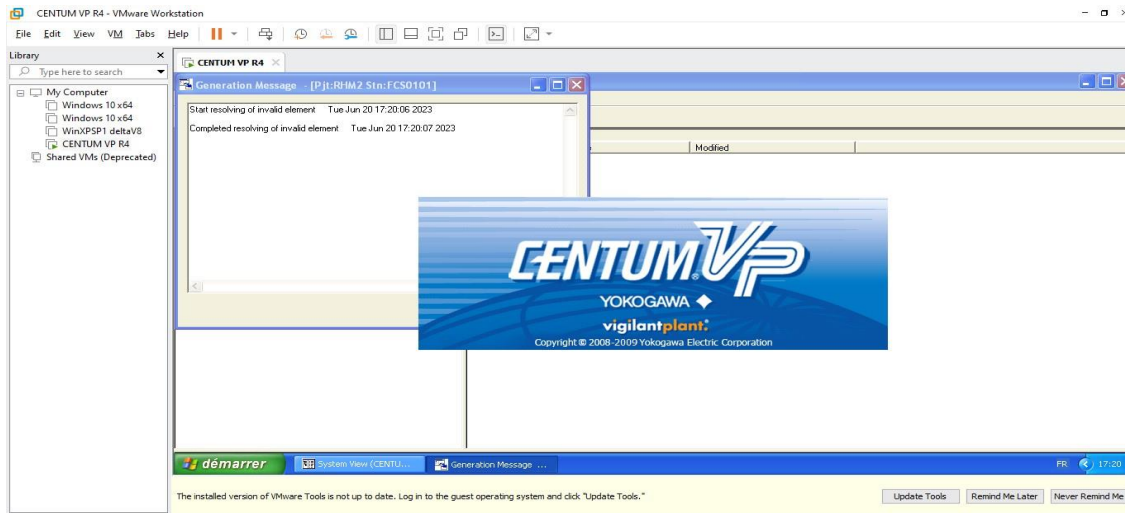 CENTUM VP R4 - VMware Workstation
File Edit View VM Tabs Help
Library
Type here to search
My Computer
Windows 10 x64
Windows 10 x64
WinXPSP1 deltaV8
CENTUM VP R4
Shared VMs (Deprecated)
CENTUM VP R4
Generation Message - [Pjt:RHM2 Stn:FCS0101]
Start resolving of invalid element Tue Jun 20 17:20:06 2023
Completed resolving of invalid element Tue Jun 20 17:20:07 2023
Modified
CENTUM VP
YOKOGAWA
vigilantplant.
Copyright © 2008-2009 Yokogawa Electric Corporation
démarrer
System View (CENTU...
Generation Message ...
FR
17:20
The installed version of VMware Tools is not up to date. Log in to the guest operating system and click "Update Tools."
Update Tools
Remind Me Later
Never Remind Me